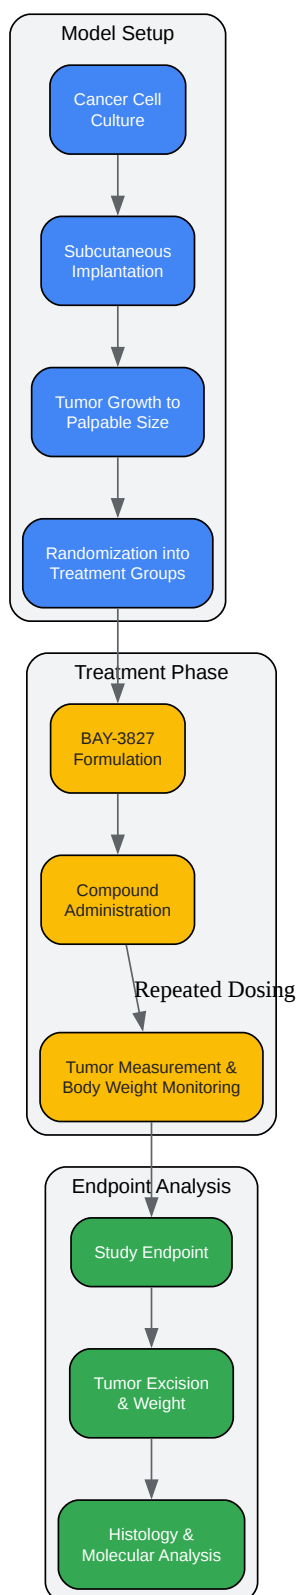 Model Setup
Cancer Cell
Culture
Subcutaneous
Implantation
Tumor Growth to
Palpable Size
Randomization into
Treatment Groups
Treatment Phase
BAY-3827
Formulation
Compound
Administration
Repeated Dosing
Tumor Measurement &
Body Weight Monitoring
Endpoint Analysis
Study Endpoint
Tumor Excision
& Weight
Histology &
Molecular Analysis